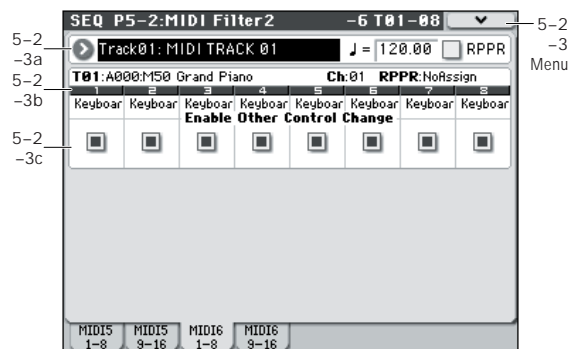 SEQ P5-2:MIDI Filter2 -6 T01-08
5-2
-3
Menu
5-2
-3a
Track01: MIDI TRACK 01 ♩= 120.00 RPPR
5-2
-3b
T01:A000:M50 Grand Piano Ch:01 RPPR:NoAssign
1 2 3 4 5 6 7 8
Keyboar Keyboar Keyboar Keyboar Keyboar Keyboar Keyboar Keyboar
Enable Other Control Change
5-2
-3c
MIDI5 1-8
MIDI5 9-16
MIDI6 1-8
MIDI6 9-16